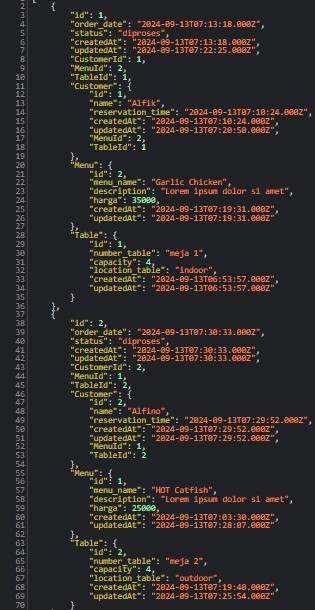 [
2 {
3 "id": 1,
4 "order_date": "2024-09-13T07:13:18.000Z",
5 "status": "diproses",
6 "createdAt": "2024-09-13T07:13:18.000Z",
7 "updatedAt": "2024-09-13T07:22:25.000Z",
8 "CustomerId": 1,
9 "MenuId": 2,
10 "TableId": 1,
11 "Customer": {
12 "id": 1,
13 "name": "Alfik",
14 "reservation_time": "2024-09-13T07:10:24.000Z",
15 "createdAt": "2024-09-13T07:10:24.000Z",
16 "updatedAt": "2024-09-13T07:20:50.000Z",
17 "MenuId": 2,
18 "TableId": 1
19 },
20 "Menu": {
21 "id": 2,
22 "menu_name": "Garlic Chicken",
23 "description": "Lorem ipsum dolor si amet",
24 "harga": 35000,
25 "createdAt": "2024-09-13T07:19:31.000Z",
26 "updatedAt": "2024-09-13T07:19:31.000Z"
27 },
28 "Table": {
29 "id": 1,
30 "number_table": "meja 1",
31 "capacity": 4,
32 "location_table": "indoor",
33 "createdAt": "2024-09-13T06:53:57.000Z",
34 "updatedAt": "2024-09-13T06:53:57.000Z"
35 }
36 },
37 {
38 "id": 2,
39 "order_date": "2024-09-13T07:30:33.000Z",
40 "status": "diproses",
41 "createdAt": "2024-09-13T07:30:33.000Z",
42 "updatedAt": "2024-09-13T07:30:33.000Z",
43 "CustomerId": 2,
44 "MenuId": 1,
45 "TableId": 2,
46 "Customer": {
47 "id": 2,
48 "name": "Alfino",
49 "reservation_time": "2024-09-13T07:29:52.000Z",
50 "createdAt": "2024-09-13T07:29:52.000Z",
51 "updatedAt": "2024-09-13T07:29:52.000Z",
52 "MenuId": 1,
53 "TableId": 2
54 },
55 "Menu": {
56 "id": 1,
57 "menu_name": "HOT Catfish",
58 "description": "Lorem ipsum dolor si amet",
59 "harga": 25000,
60 "createdAt": "2024-09-13T07:03:30.000Z",
61 "updatedAt": "2024-09-13T07:28:07.000Z"
62 },
63 "Table": {
64 "id": 2,
65 "number_table": "meja 2",
66 "capacity": 4,
67 "location_table": "outdoor",
68 "createdAt": "2024-09-13T07:19:40.000Z",
69 "updatedAt": "2024-09-13T07:25:54.000Z"
70 }